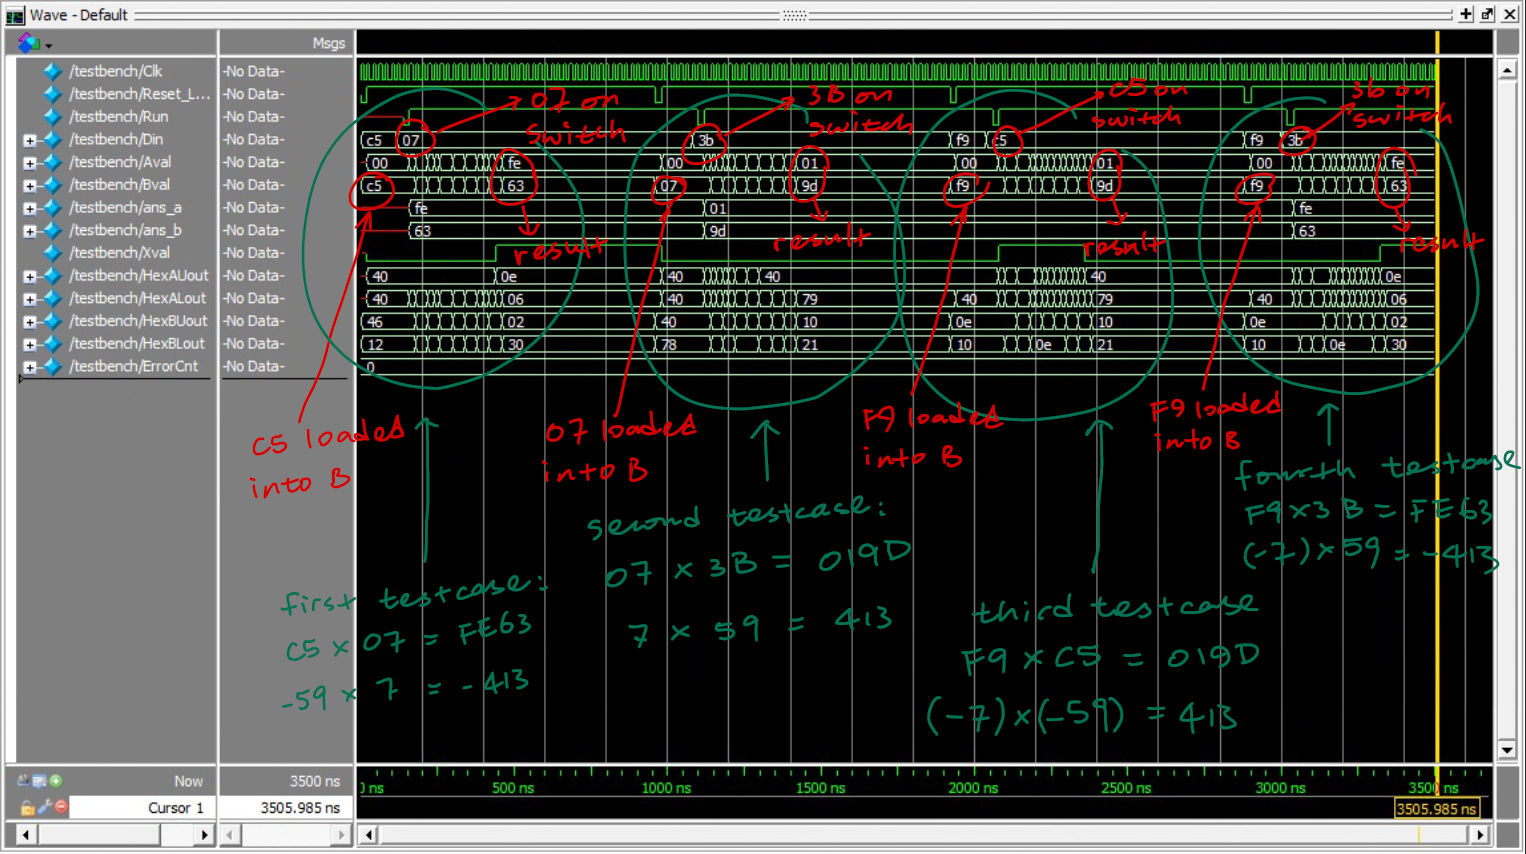 Wave - Default
Msgs
/testbench/Clk -No Data-
/testbench/Reset_L... -No Data-
/testbench/Run -No Data-
/testbench/Din -No Data- c5 07 3b f9 c5 f9 3b
/testbench/Aval -No Data- 00 fe 00 01 00 01 00 fe
/testbench/Bval -No Data- c5 63 07 9d f9 9d f9 63
/testbench/ans_a -No Data- fe 01 fe
/testbench/ans_b -No Data- 63 9d 63
/testbench/Xval -No Data-
/testbench/HexAUout -No Data- 40 0e 40 40 40 0e
/testbench/HexALout -No Data- 40 06 40 79 40 79 40 06
/testbench/HexBUout -No Data- 46 02 40 10 0e 10 0e 02
/testbench/HexBLout -No Data- 12 30 78 21 10 0e 21 10 0e 30
/testbench/ErrorCnt -No Data- 0
07 on
switch
3B on
switch
05 on
switch
3b on
switch
result
result
result
result
C5 loaded
into B
07 loaded
into B
F9 loaded
into B
F9 loaded
into B
first testcase:
C5 x 07 = FE63
-59 x 7 = -413
second testcase:
07 x 3B = 019D
7 x 59 = 413
third testcase
F9 x C5 = 019D
(-7)x(-59) = 413
fourth testcase
F9 x 3B = FE63
(-7) x 59 = -413
Now 3500 ns
ns 500 ns 1000 ns 1500 ns 2000 ns 2500 ns 3000 ns 3500 ns
Cursor 1 3505.985 ns
3505.985 ns